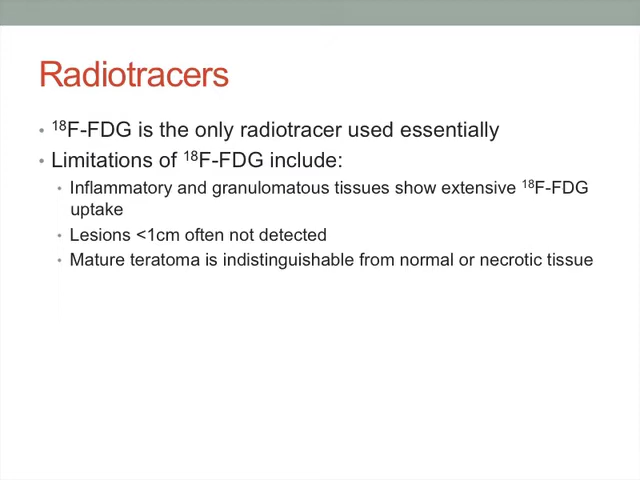 Radiotracers
• ¹⁸F-FDG is the only radiotracer used essentially
• Limitations of ¹⁸F-FDG include:
• Inflammatory and granulomatous tissues show extensive ¹⁸F-FDG
uptake
• Lesions <1cm often not detected
• Mature teratoma is indistinguishable from normal or necrotic tissue